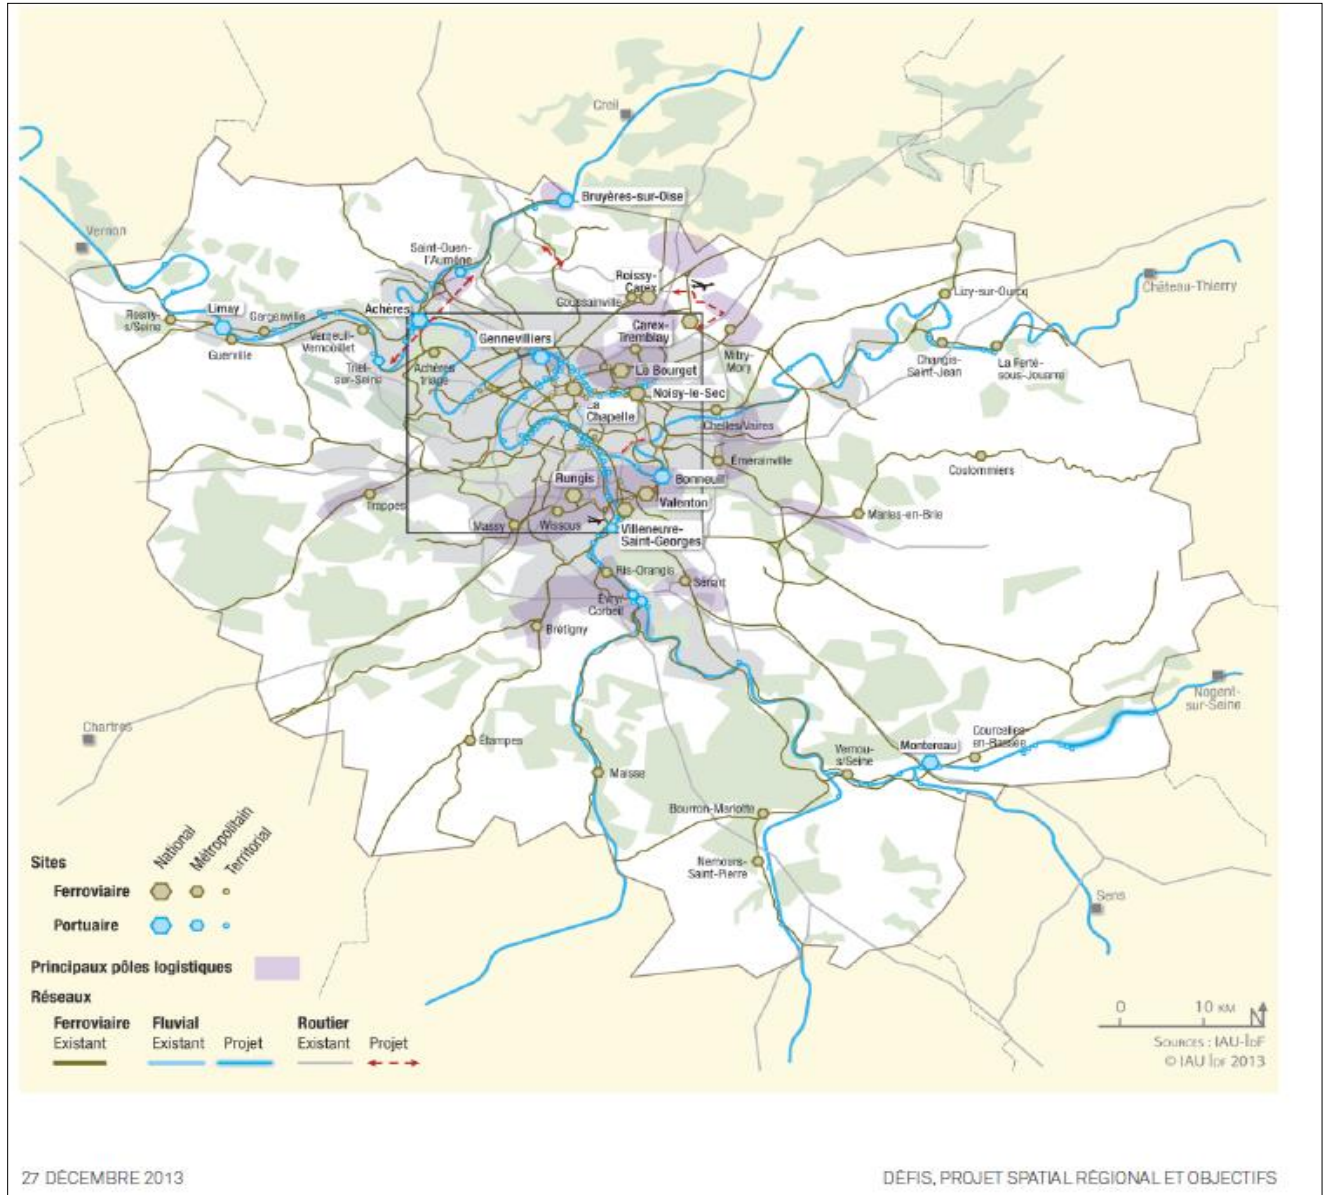 Creil
Bruyères-sur-Oise
Vernon
Saint-Ouen-
l'Aumône
Roissy-
Carex
Goussainville
Lizy-sur-Ourcq
Château-Thierry
Rosny-
s/Seine
Limay
Gargenville
Achères
Guerville
Verneuil-
Vernouillet
Triel-
sur-Seine
Achères
triage
Gennevilliers
Carex-
Tremblay
Mitry-
Mory
Changis-
Saint-Jean
La Ferté-
sous-Jouarre
Le Bourget
Noisy-le-Sec
La
Chapelle
Chelles/Vaires
Émerainville
Coulommiers
Rungis
Bonneuil
Valenton
Trappes
Massy
Wissous
Marles-en-Brie
Villeneuve-
Saint-Georges
Ris-Orangis
Sénart
Évry/
Corbeil
Brétigny
Nogent-
sur-Seine
Chartres
Étampes
Maisse
Vernou-
s/Seine
Montereau
Courcelles-
en-Bassée
Bourron-Marlotte
Nemours-
Saint-Pierre
Sens
Sites
National
Métropolitain
Territorial
Ferroviaire
Portuaire
Principaux pôles logistiques
Réseaux
Ferroviaire Fluvial Routier
Existant Existant Projet Existant Projet
0 10 KM
N
SOURCES : IAU-ÎDF
© IAU ÎDF 2013
27 DÉCEMBRE 2013
DÉFIS, PROJET SPATIAL RÉGIONAL ET OBJECTIFS